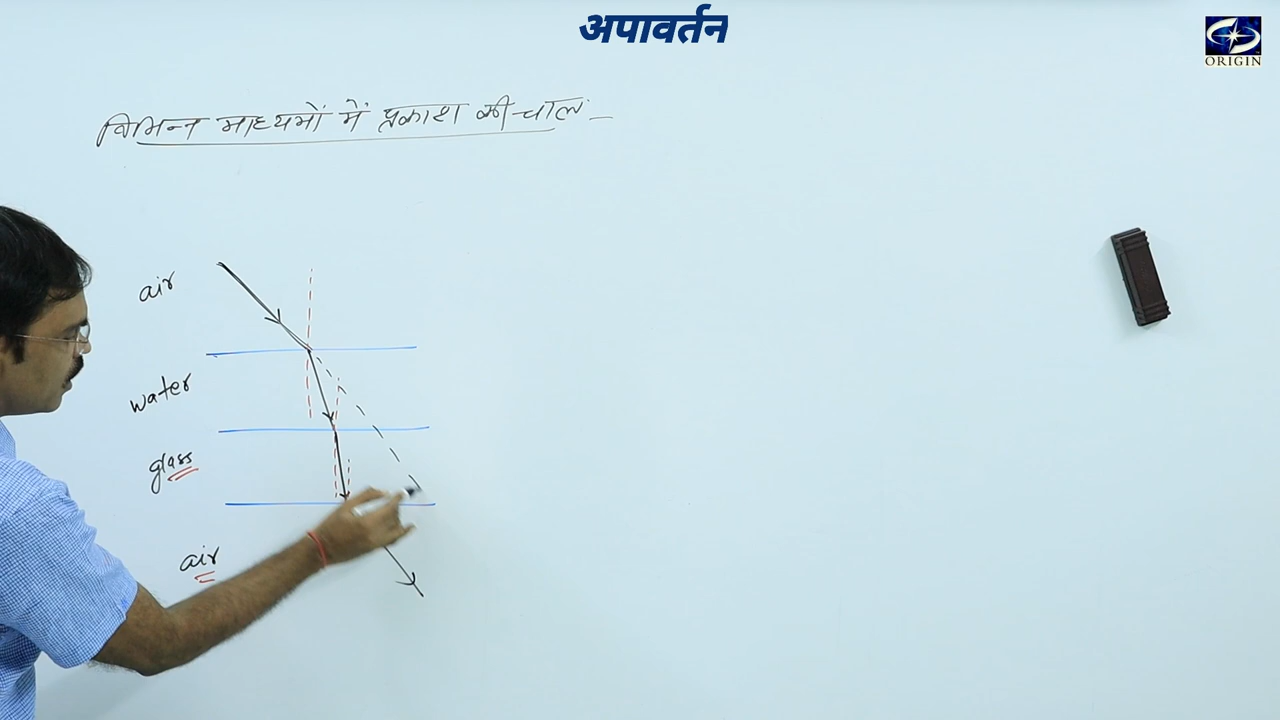 अपावर्तन
ORIGIN
विभिन्न माध्यमों में प्रकाश की चाल:-
air
water
glass
air